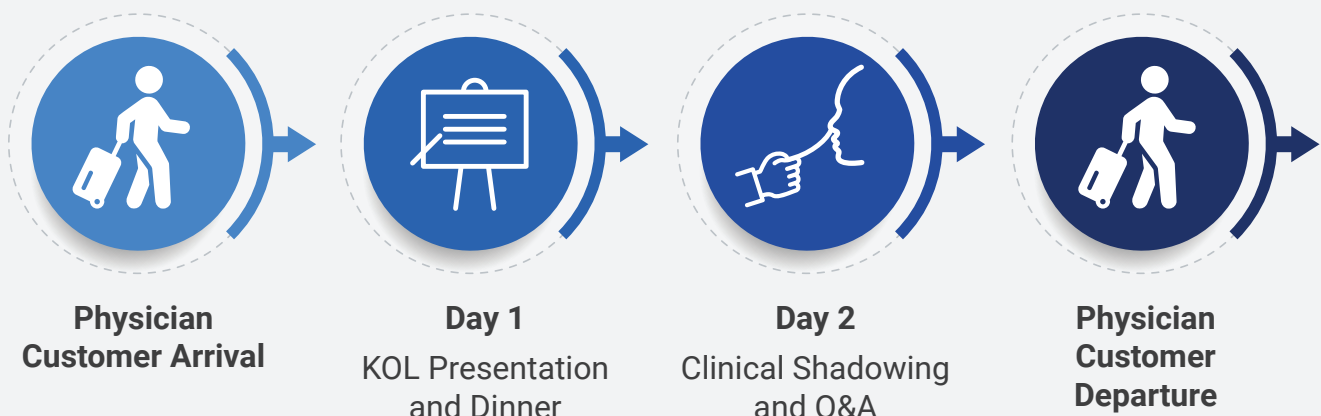 Physician
Customer Arrival
Day 1
KOL Presentation
and Dinner
Day 2
Clinical Shadowing
and Q&A
Physician
Customer
Departure